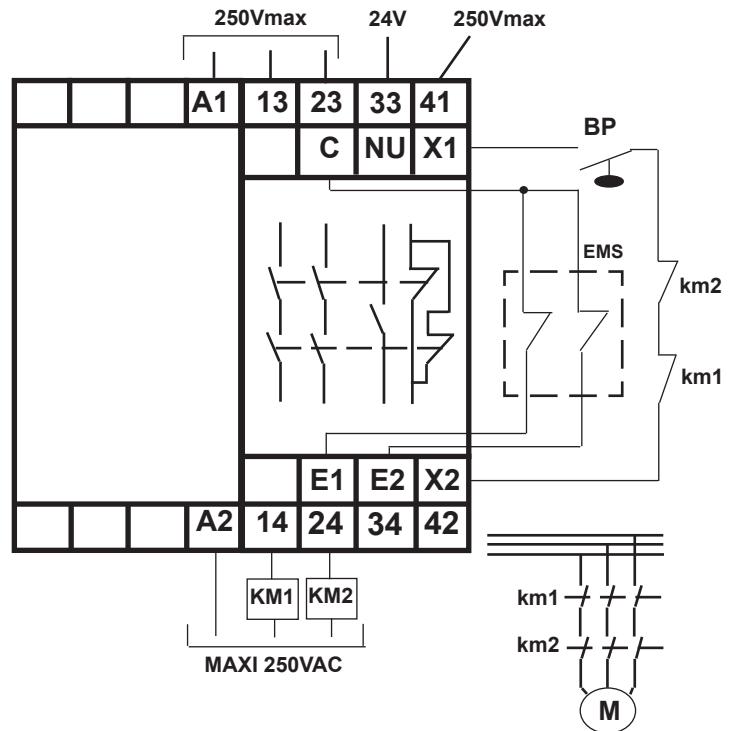 250Vmax 24V 250Vmax
A1 13 23 33 41
C NU X1
BP
EMS
km2
km1
E1 E2 X2
A2 14 24 34 42
KM1 KM2
MAXI 250VAC
km1
km2
M